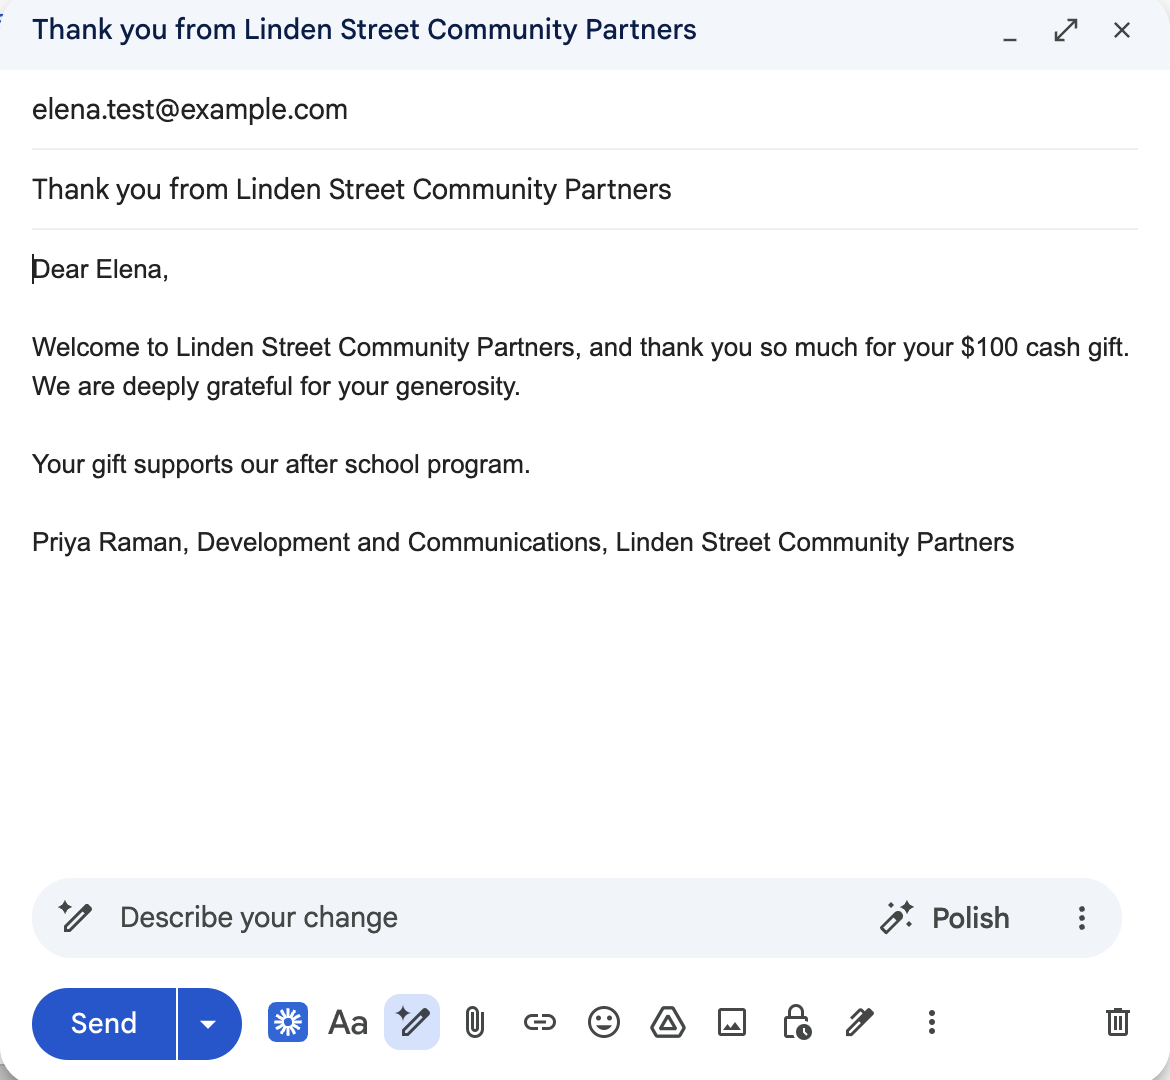 Thank you from Linden Street Community Partners
elena.test@example.com
Thank you from Linden Street Community Partners
Dear Elena,
Welcome to Linden Street Community Partners, and thank you so much for your $100 cash gift.
We are deeply grateful for your generosity.
Your gift supports our after school program.
Priya Raman, Development and Communications, Linden Street Community Partners
Describe your change
Polish
Send
Aa